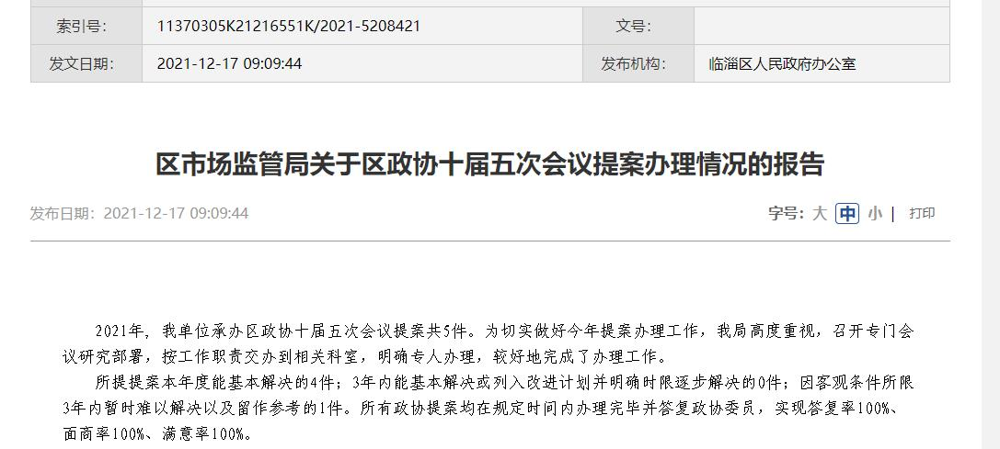 索引号： 11370305K21216551K/2021-5208421 文号：
发文日期： 2021-12-17 09:09:44 发布机构： 临淄区人民政府办公室
区市场监管局关于区政协十届五次会议提案办理情况的报告
发布日期：2021-12-17 09:09:44 字号：大 中 小 | 打印
2021年，我单位承办区政协十届五次会议提案共5件。为切实做好今年提案办理工作，我局高度重视，召开专门会
议研究部署，按工作职责交办到相关科室，明确专人办理，较好地完成了办理工作。
所提提案本年度能基本解决的4件；3年内能基本解决或列入改进计划并明确时限逐步解决的0件；因客观条件所限
3年内暂时难以解决以及留作参考的1件。所有政协提案均在规定时间内办理完毕并答复政协委员，实现答复率100%、
面商率100%、满意率100%。